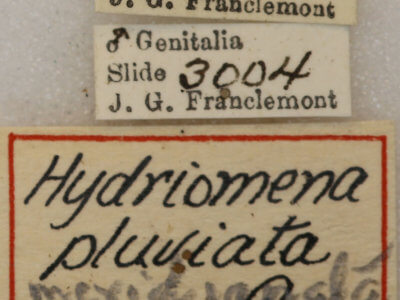 J. G. Franclemont
♂ Genitalia
Slide 3004
J. G. Franclemont
Hydriomena
pluviata